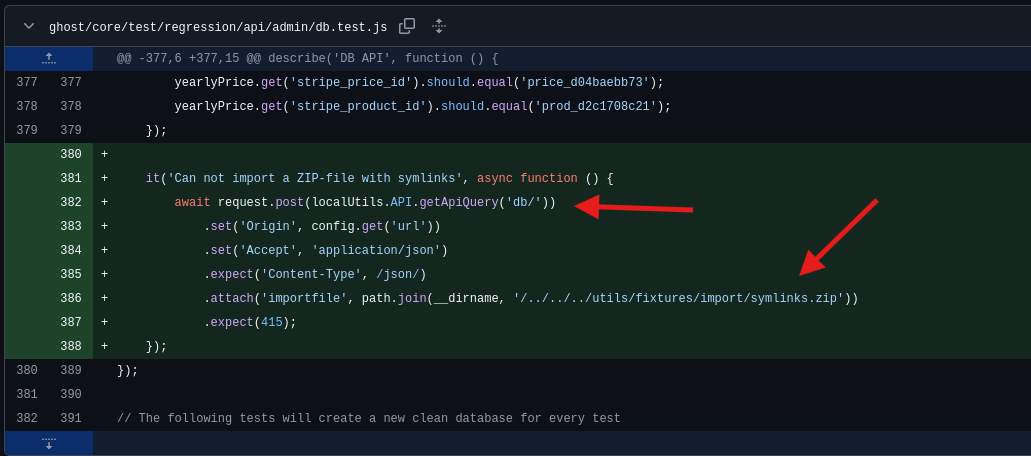 ghost/core/test/regression/api/admin/db.test.js
@@ -377,6 +377,15 @@ describe('DB API', function () {
377 377 yearlyPrice.get('stripe_price_id').should.equal('price_d04baebb73');
378 378 yearlyPrice.get('stripe_product_id').should.equal('prod_d2c1708c21');
379 379 });
380 +
381 + it('Can not import a ZIP-file with symlinks', async function () {
382 + await request.post(localUtils.API.getApiQuery('db/'))
383 + .set('Origin', config.get('url'))
384 + .set('Accept', 'application/json')
385 + .expect('Content-Type', /json/)
386 + .attach('importfile', path.join(__dirname, '/../../../utils/fixtures/import/symlinks.zip'))
387 + .expect(415);
388 + });
380 389 });
381 390
382 391 // The following tests will create a new clean database for every test